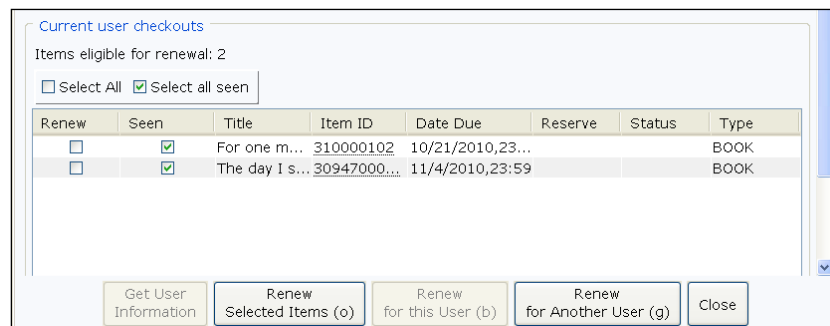 Current user checkouts
Items eligible for renewal: 2
Select All Select all seen
Renew Seen Title Item ID Date Due Reserve Status Type
For one m... 310000102 10/21/2010,23... BOOK
The day I s... 30947000... 11/4/2010,23:59 BOOK
Get User Renew Renew Renew
Information Selected Items (o) for this User (b) for Another User (g) Close